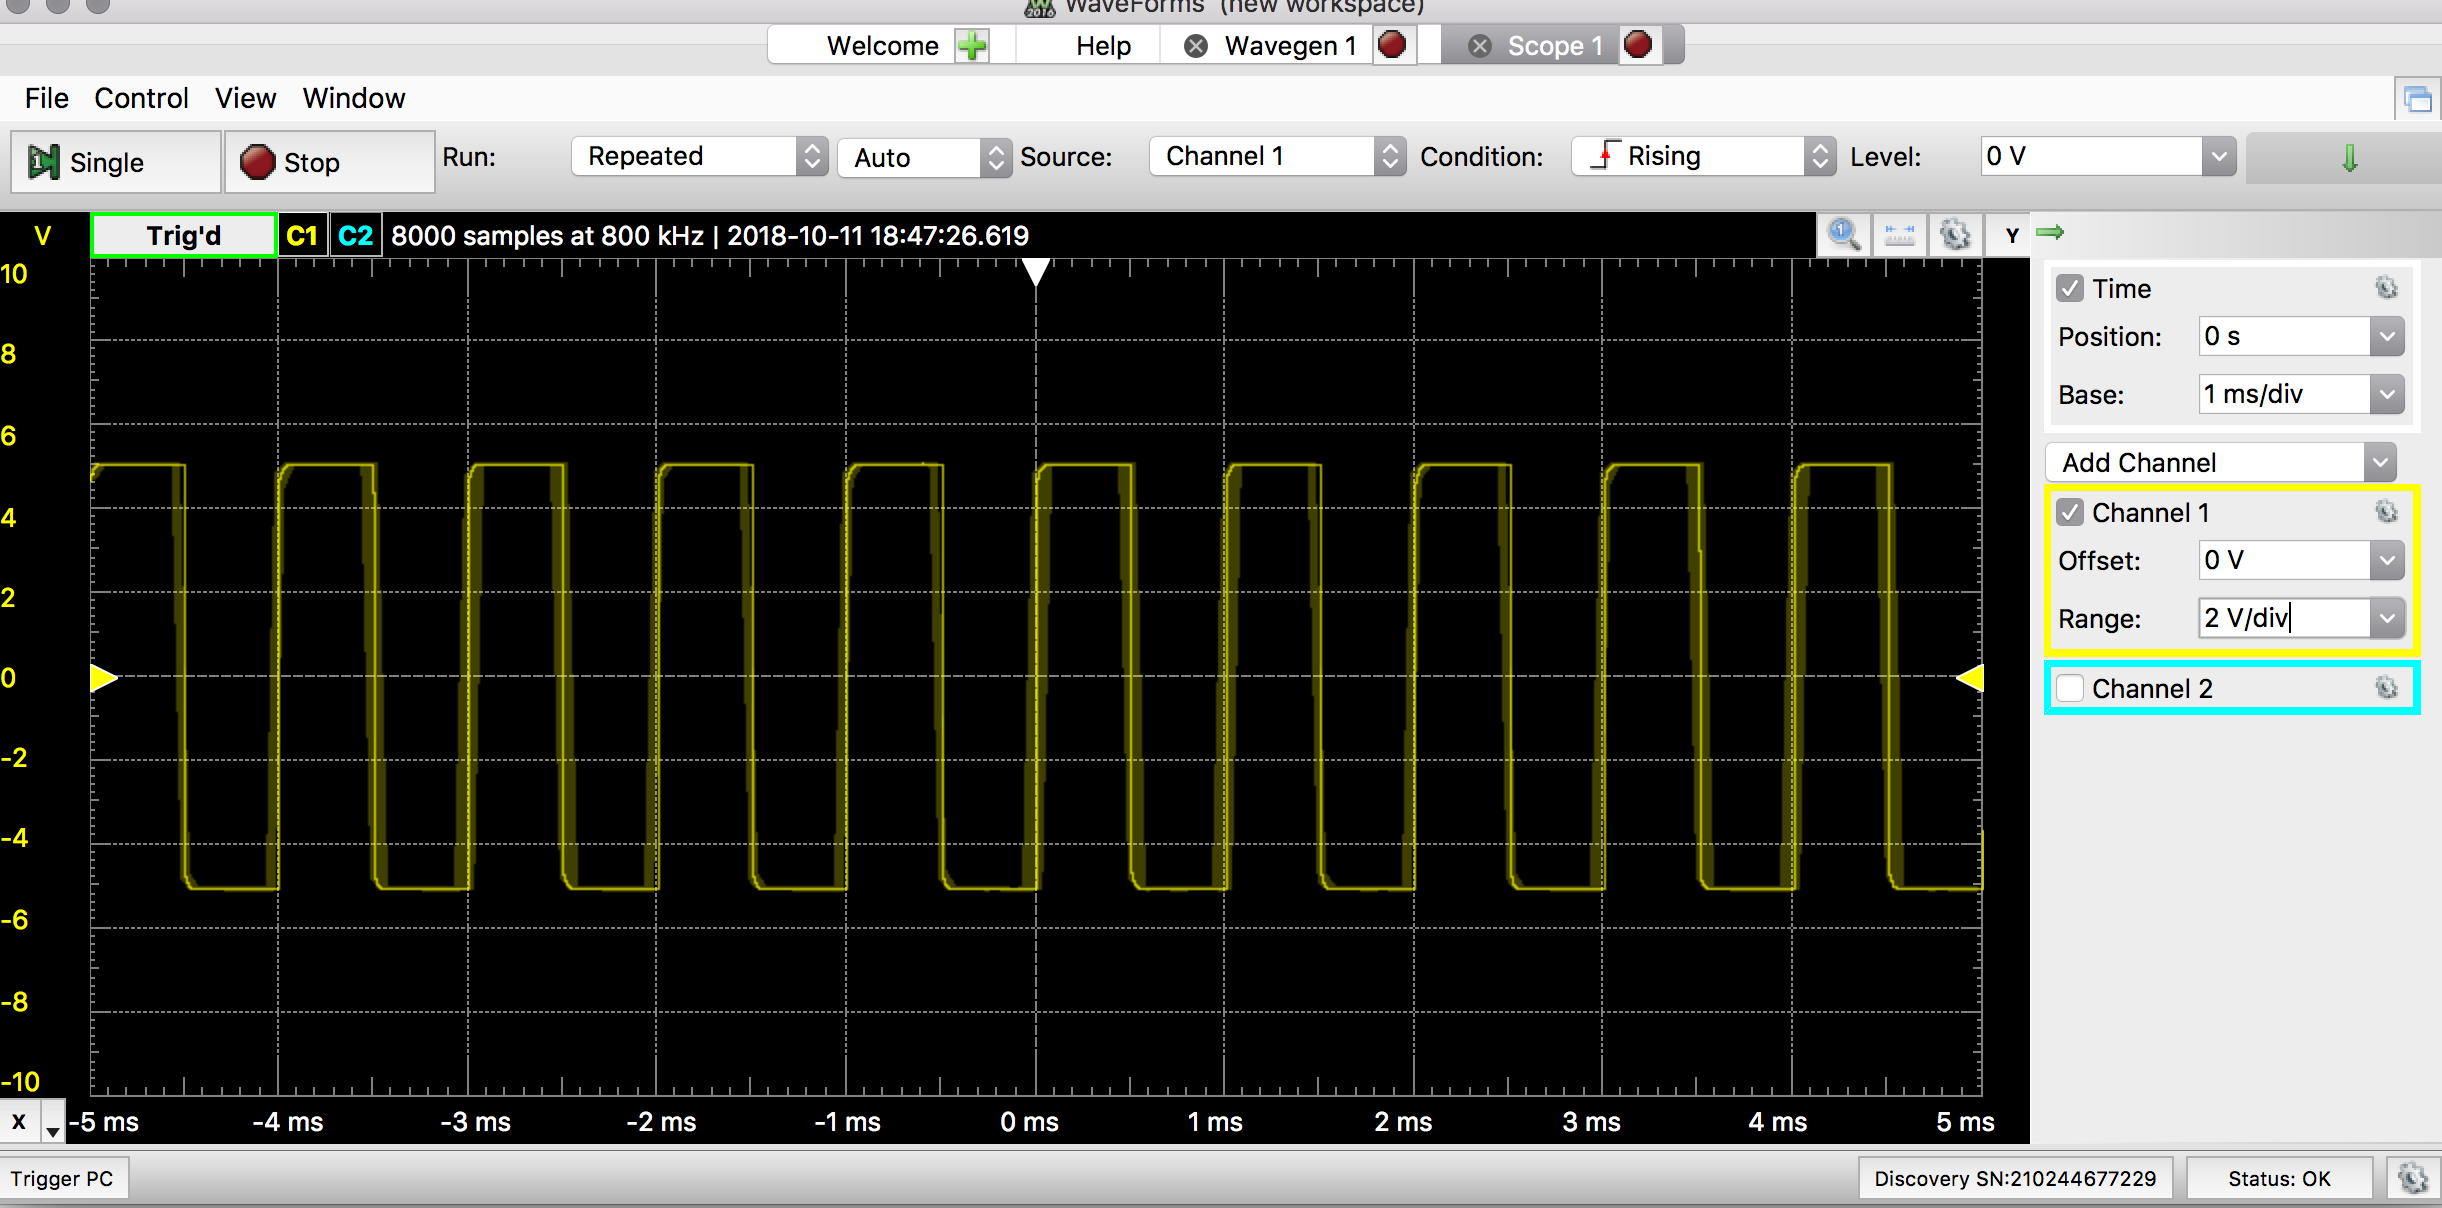 WaveForms (new workspace)
Welcome Help Wavegen 1 Scope 1
File Control View Window
Single Stop Run: Repeated Auto Source: Channel 1 Condition: Rising Level: 0 V
V Trig'd C1 C2 8000 samples at 800 kHz | 2018-10-11 18:47:26.619 Y
10
8
6
4
2
0
-2
-4
-6
-8
-10
X -5 ms -4 ms -3 ms -2 ms -1 ms 0 ms 1 ms 2 ms 3 ms 4 ms 5 ms
Time
Position: 0 s
Base: 1 ms/div
Add Channel
Channel 1
Offset: 0 V
Range: 2 V/div
Channel 2
Trigger PC Discovery SN:210244677229 Status: OK